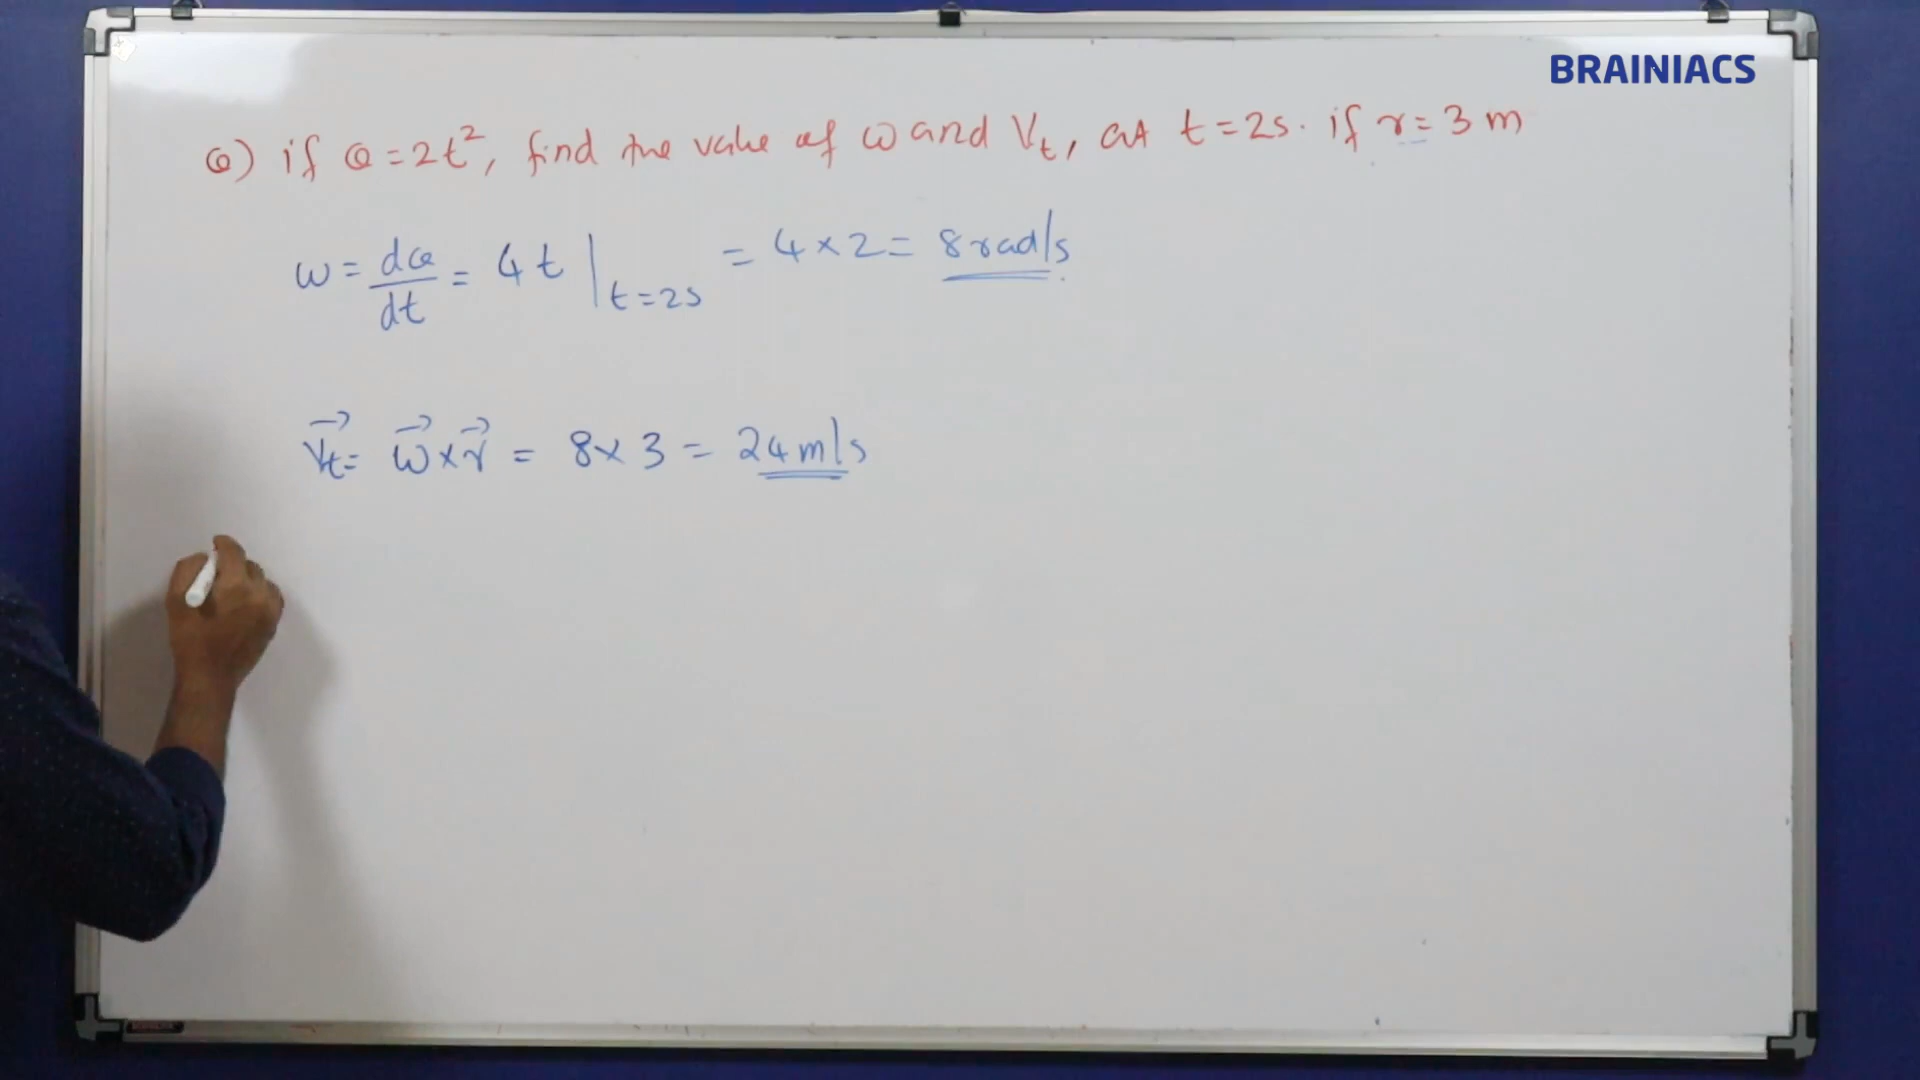 BRAINIACS
Q) if θ = 2t², find the value of ω and Vt, at t = 2s. if r = 3 m
ω = dθ/dt = 4t |t=2s = 4 × 2 = 8 rad/s
V⃗t = ω⃗ × r⃗ = 8 × 3 = 24 m/s